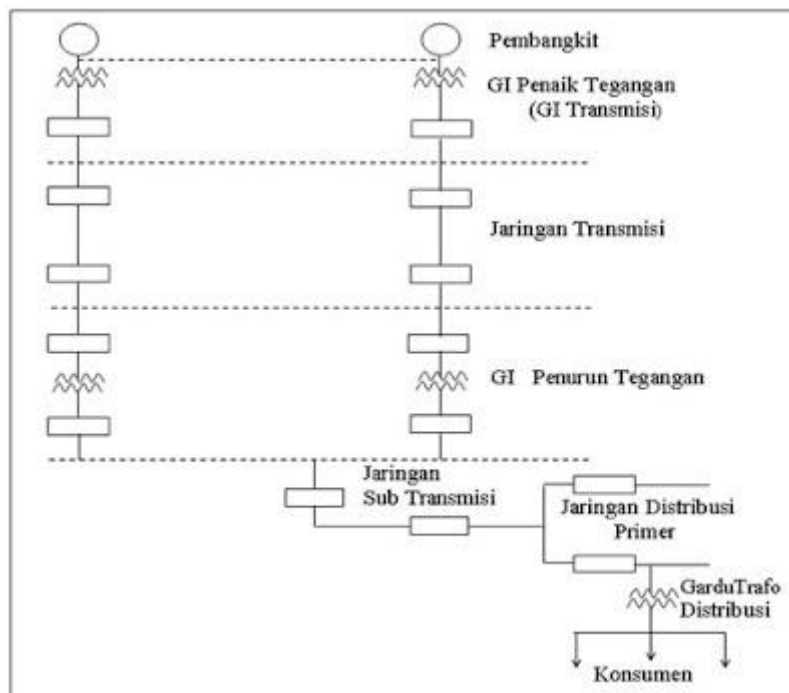 Pembangkit
GI Penaik Tegangan
(GI Transmisi)
Jaringan Transmisi
GI Penurun Tegangan
Jaringan
Sub Transmisi
Jaringan Distribusi
Primer
GarduTrafo
Distribusi
Konsumen